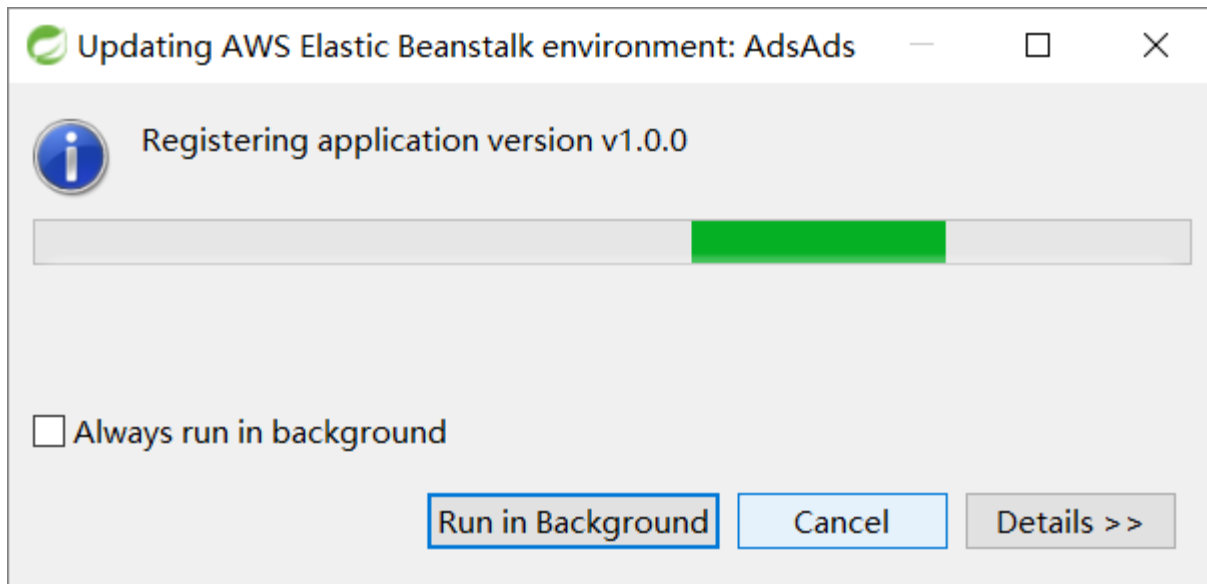 Updating AWS Elastic Beanstalk environment: AdsAds
Registering application version v1.0.0
Always run in background
Run in Background
Cancel
Details >>